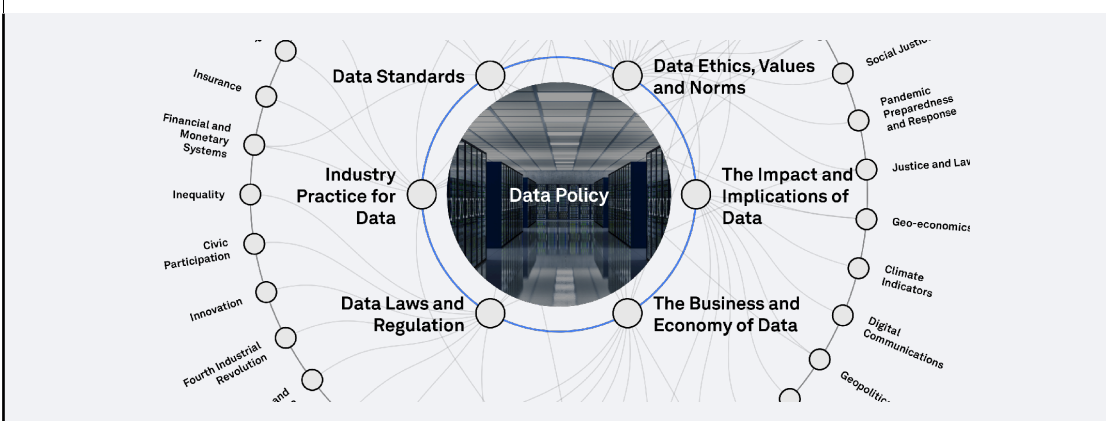 Data Standards
Data Ethics, Values
and Norms
Industry
Practice for
Data
Data Policy
The Impact and
Implications of
Data
Data Laws and
Regulation
The Business and
Economy of Data
Insurance
Financial and
Monetary
Systems
Inequality
Civic
Participation
Innovation
Fourth Industrial
Revolution
and
Social
Pandemic
Preparedness
and Response
Justice and
Geo-economics
Climate
Indicators
Digital
Communications